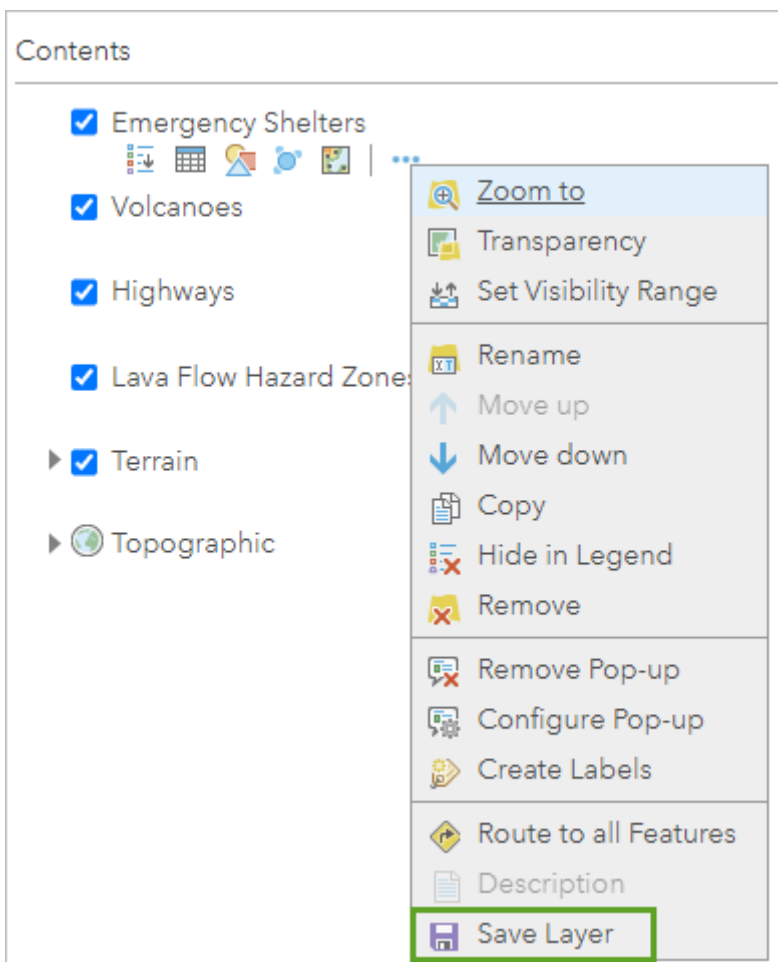 Contents
Emergency Shelters
Volcanoes
Highways
Lava Flow Hazard Zones
Terrain
Topographic
Zoom to
Transparency
Set Visibility Range
Rename
Move up
Move down
Copy
Hide in Legend
Remove
Remove Pop-up
Configure Pop-up
Create Labels
Route to all Features
Description
Save Layer